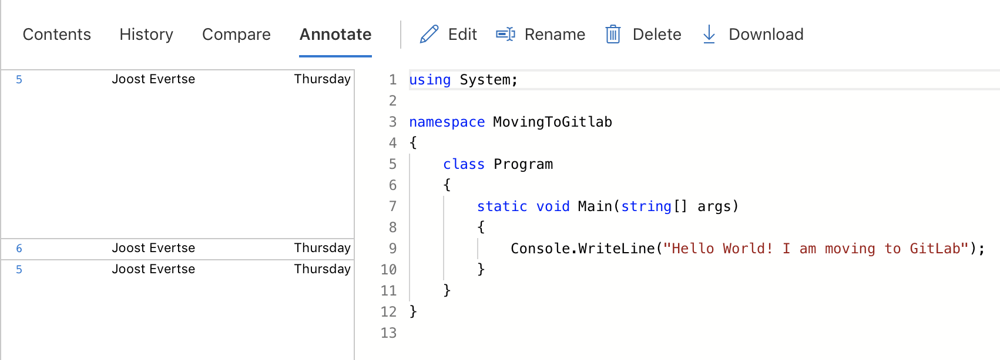 Contents History Compare Annotate Edit Rename Delete Download
5 Joost Evertse Thursday 1 using System;
2
3 namespace MovingToGitlab
4 {
5 class Program
6 {
7 static void Main(string[] args)
8 {
6 Joost Evertse Thursday 9 Console.WriteLine("Hello World! I am moving to GitLab");
5 Joost Evertse Thursday 10 }
11 }
12 }
13